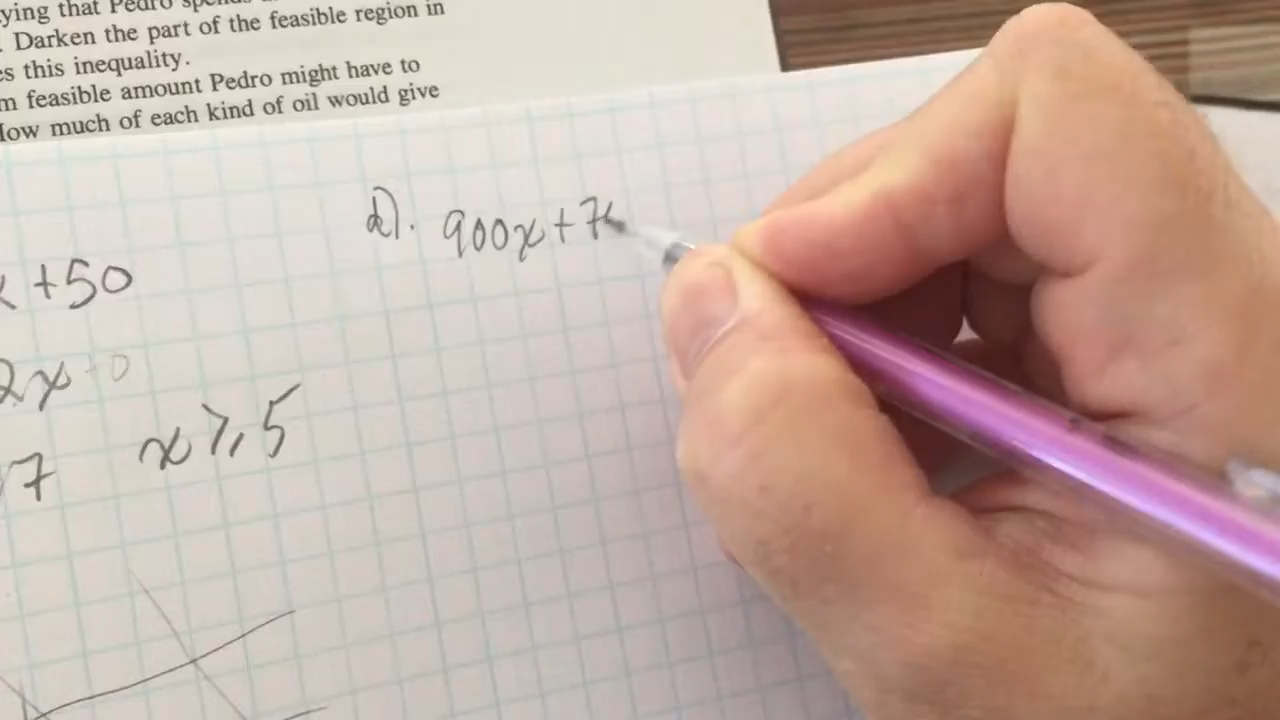 ying that Pedro
. Darken the part of the feasible region in
es this inequality.
m feasible amount Pedro might have to
How much of each kind of oil would give
d). 900x+7
x +50
2x
7 x ≥ 5